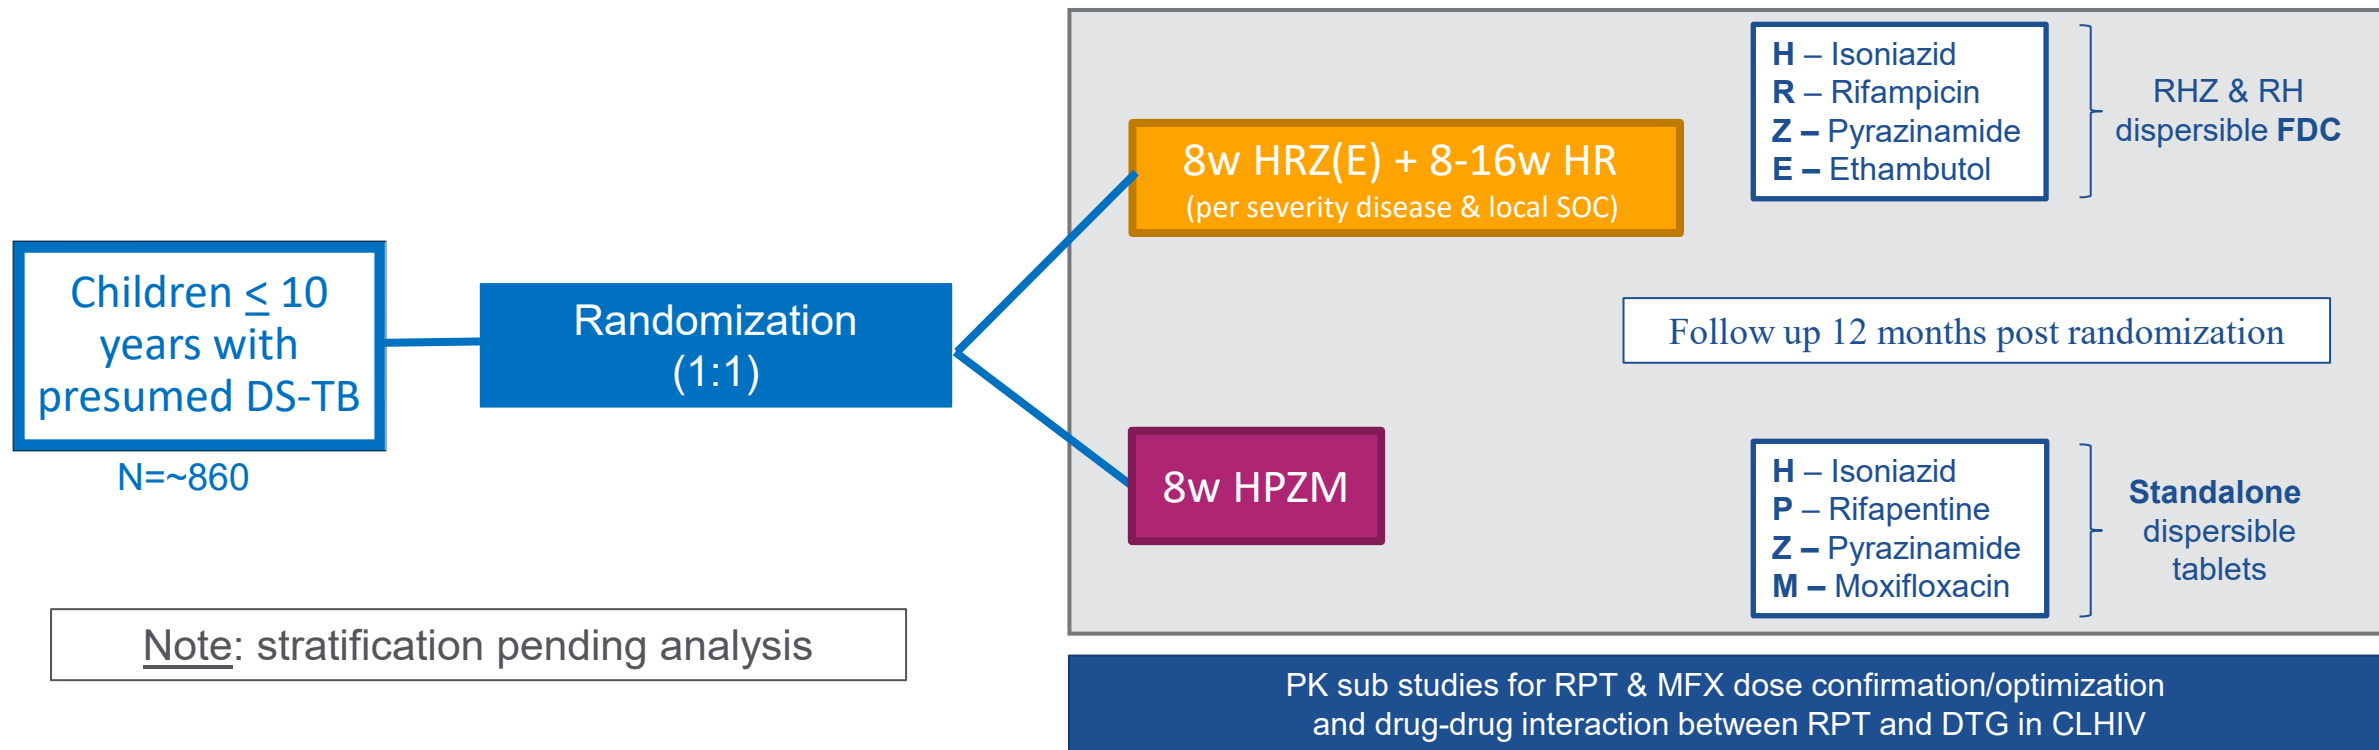 Children ≤ 10
years with
presumed DS-TB
N=~860
Randomization
(1:1)
8w HRZ(E) + 8-16w HR
(per severity disease & local SOC)
H – Isoniazid
R – Rifampicin
Z – Pyrazinamide
E – Ethambutol
RHZ & RH
dispersible FDC
Follow up 12 months post randomization
8w HPZM
H – Isoniazid
P – Rifapentine
Z – Pyrazinamide
M – Moxifloxacin
Standalone
dispersible
tablets
Note: stratification pending analysis
PK sub studies for RPT & MFX dose confirmation/optimization
and drug-drug interaction between RPT and DTG in CLHIV